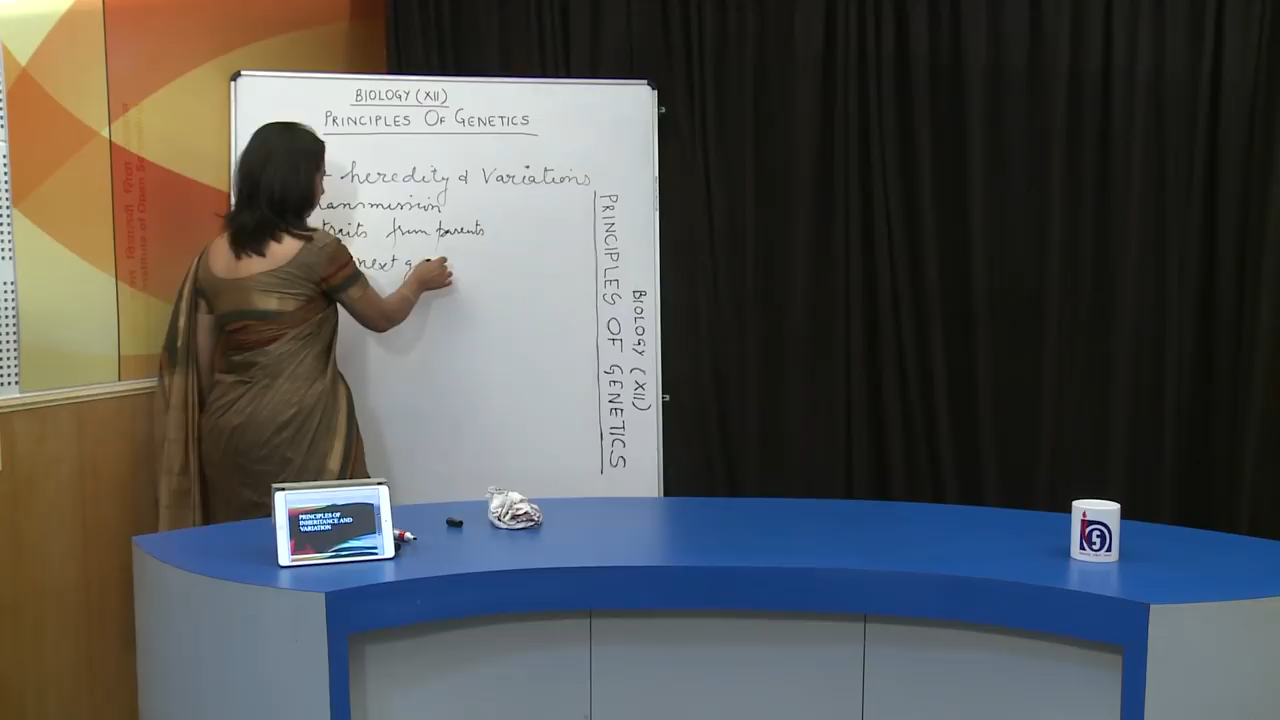 BIOLOGY (XII)
PRINCIPLES OF GENETICS
heredity & Variations
traits from parents
next g
BIOLOGY (XII)
PRINCIPLES OF GENETICS
PRINCIPLES OF
INHERITANCE AND
VARIATION